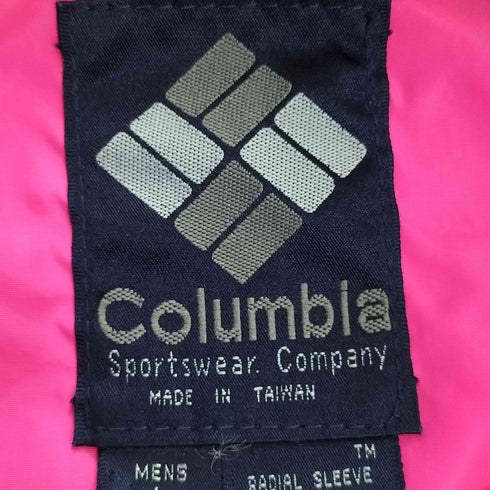 Columbia
Sportswear. Company
MADE IN TAIWAN
MENS
TM
RADIAL SLEEVE